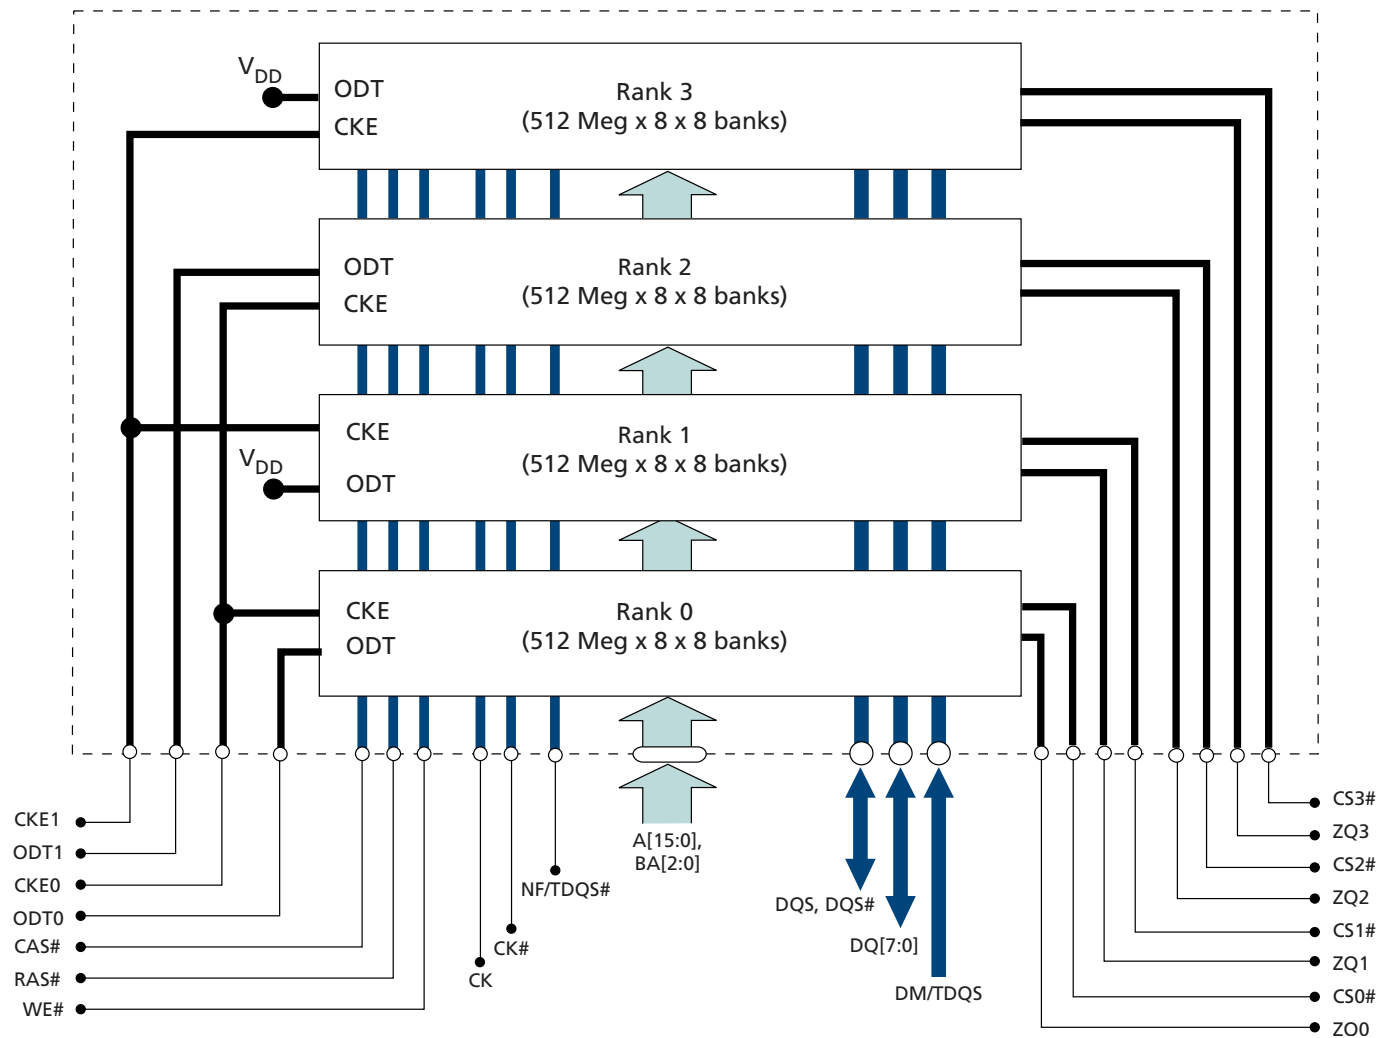 VDD
ODT
CKE
Rank 3
(512 Meg x 8 x 8 banks)
ODT
CKE
Rank 2
(512 Meg x 8 x 8 banks)
CKE
VDD
ODT
Rank 1
(512 Meg x 8 x 8 banks)
CKE
ODT
Rank 0
(512 Meg x 8 x 8 banks)
CKE1
ODT1
CKE0
ODT0
CAS#
RAS#
WE#
CK
CK#
NF/TDQS#
A[15:0],
BA[2:0]
DQS, DQS#
DQ[7:0]
DM/TDQS
CS3#
ZQ3
CS2#
ZQ2
CS1#
ZQ1
CS0#
ZO0